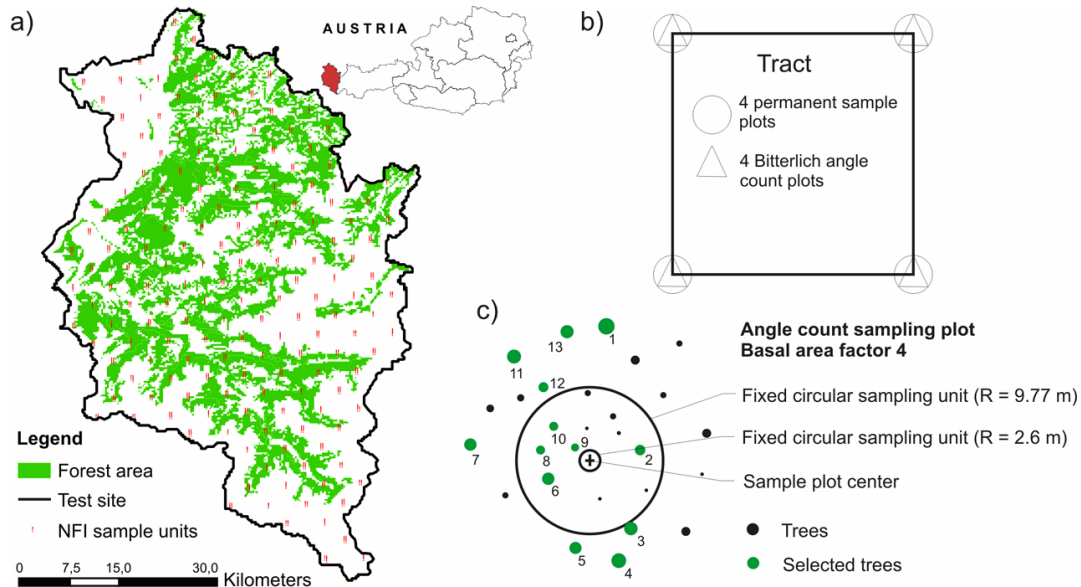 a)
AUSTRIA
Legend
Forest area
Test site
NFI sample units
0 7,5 15,0 30,0
Kilometers
b)
Tract
4 permanent sample
plots
4 Bitterlich angle
count plots
c)
Angle count sampling plot
Basal area factor 4
Fixed circular sampling unit (R = 9.77 m)
Fixed circular sampling unit (R = 2.6 m)
Sample plot center
Trees
Selected trees
13
1
11
12
10
9
7
8
2
6
3
5
4